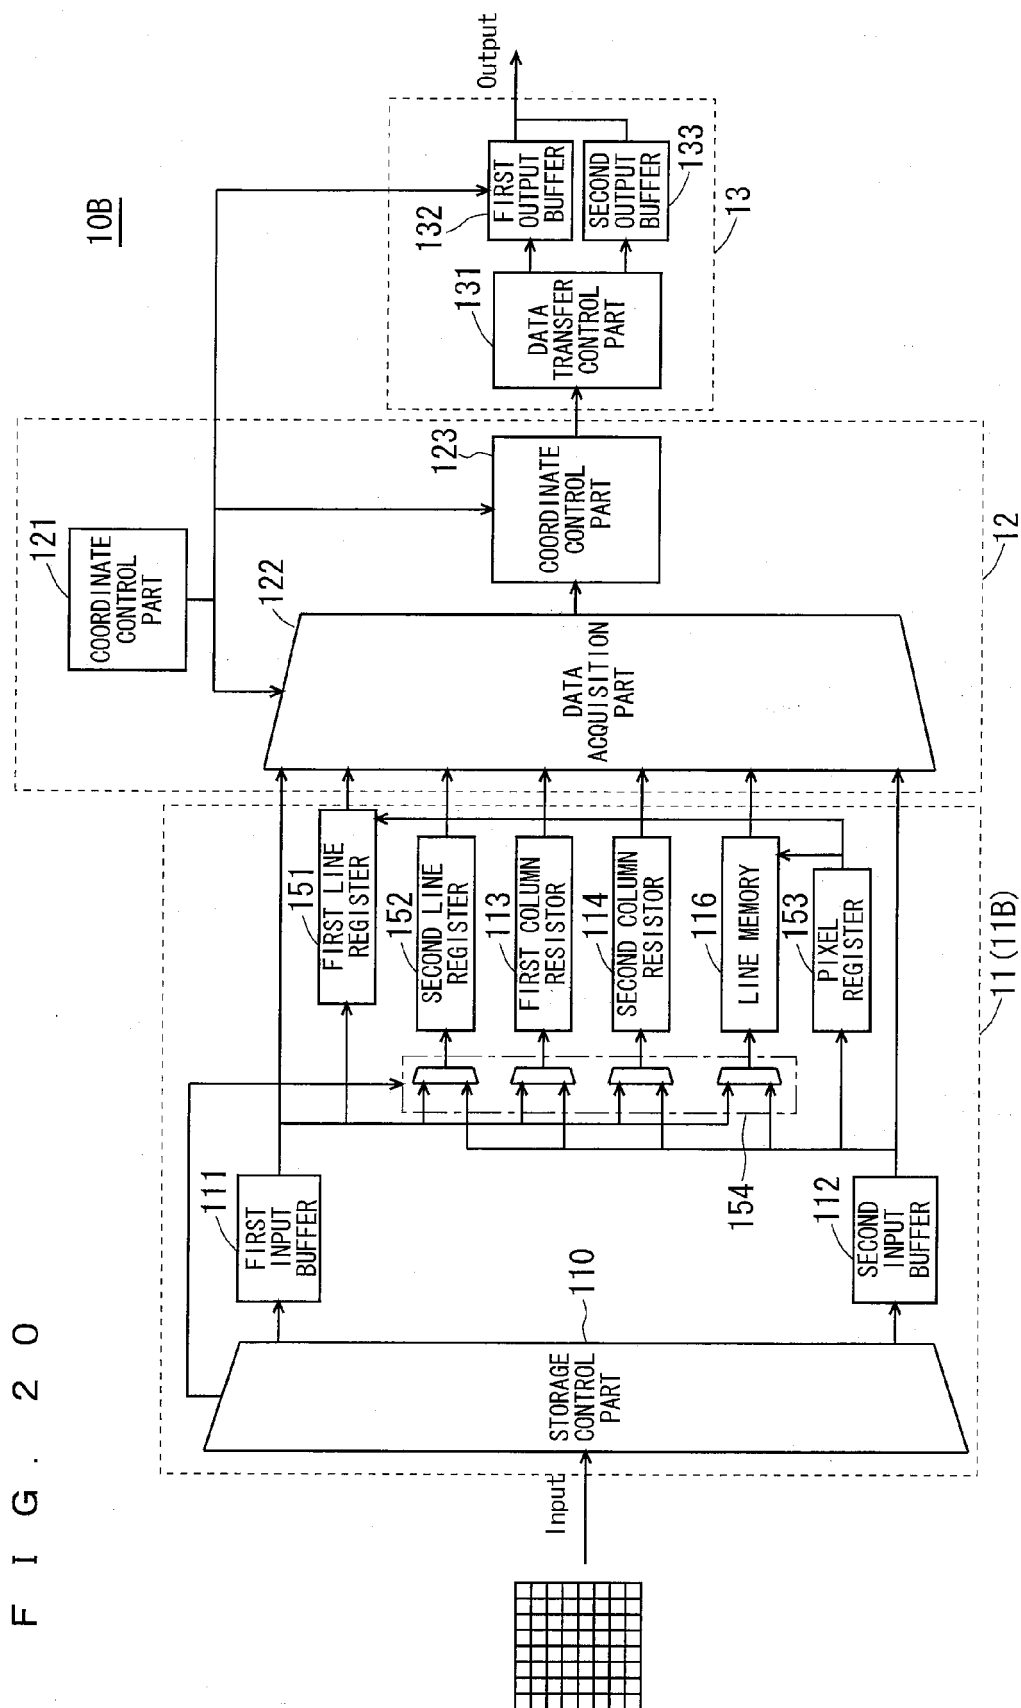 FIG. 20
10B
Input
STORAGE
CONTROL
PART
110
111
FIRST
INPUT
BUFFER
112
SECOND
INPUT
BUFFER
154
151
FIRST LINE
REGISTER
152
SECOND LINE
REGISTER
113
FIRST COLUMN
RESISTOR
114
SECOND COLUMN
RESISTOR
116
LINE MEMORY
153
PIXEL
REGISTER
11(11B)
121
COORDINATE
CONTROL
PART
122
DATA
ACQUISITION
PART
123
COORDINATE
CONTROL
PART
12
131
DATA
TRANSFER
CONTROL
PART
132
FIRST
OUTPUT
BUFFER
SECOND
OUTPUT
BUFFER
133
13
Output